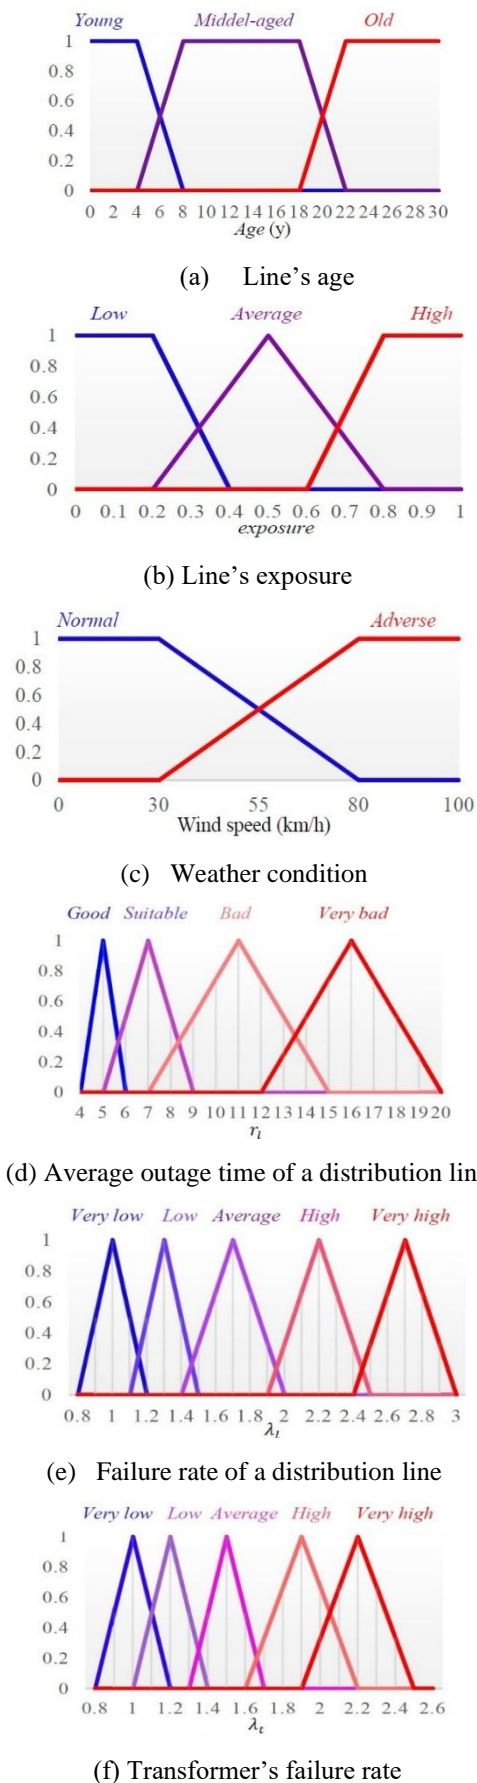 Young Middel-aged Old
1
0.8
0.6
0.4
0.2
0
0 2 4 6 8 10 12 14 16 18 20 22 24 26 28 30
Age (y)
(a) Line's age
Low Average High
1
0.8
0.6
0.4
0.2
0
0 0.1 0.2 0.3 0.4 0.5 0.6 0.7 0.8 0.9 1
exposure
(b) Line's exposure
Normal Adverse
1
0.8
0.6
0.4
0.2
0
0 30 55 80 100
Wind speed (km/h)
(c) Weather condition
Good Suitable Bad Very bad
1
0.8
0.6
0.4
0.2
0
4 5 6 7 8 9 10 11 12 13 14 15 16 17 18 19 20
r_l
(d) Average outage time of a distribution lin
Very low Low Average High Very high
1
0.8
0.6
0.4
0.2
0
0.8 1 1.2 1.4 1.6 1.8 2 2.2 2.4 2.6 2.8 3
λ_l
(e) Failure rate of a distribution line
Very low Low Average High Very high
1
0.8
0.6
0.4
0.2
0
0.8 1 1.2 1.4 1.6 1.8 2 2.2 2.4 2.6
λ_t
(f) Transformer's failure rate